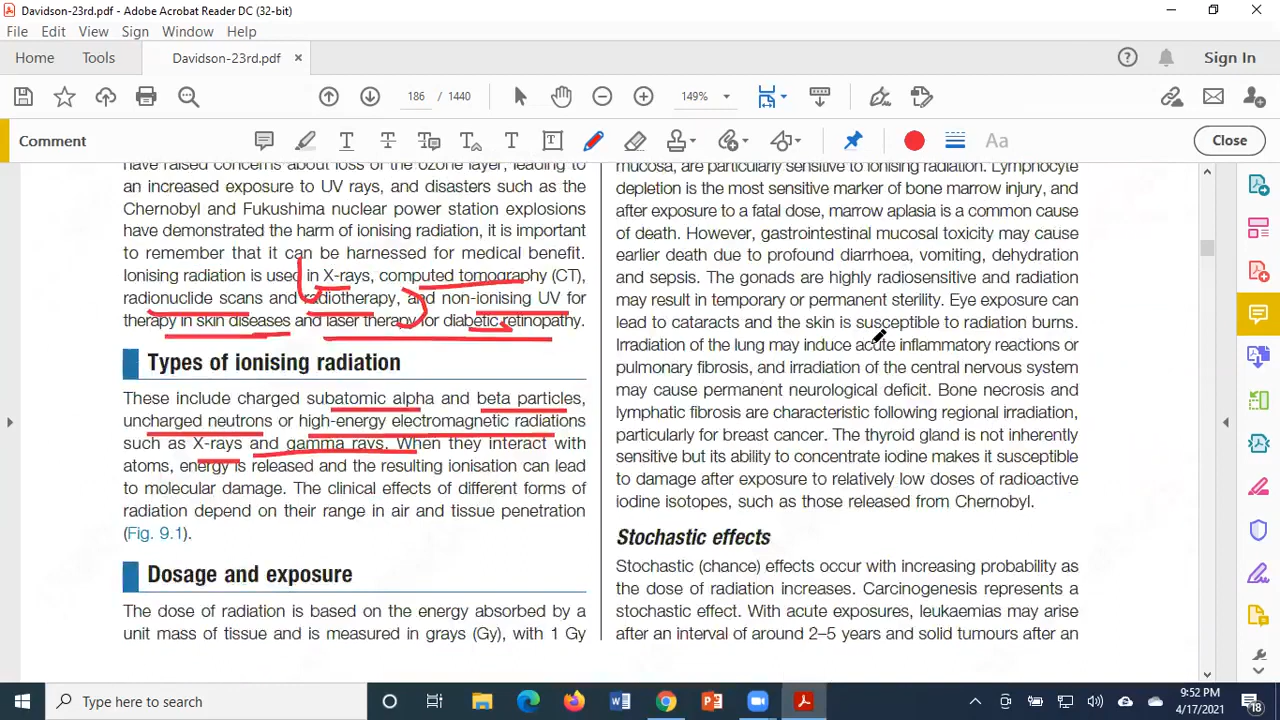 Davidson-23rd.pdf - Adobe Acrobat Reader DC (32-bit)
File Edit View Sign Window Help
Home Tools Davidson-23rd.pdf × Sign In
186 / 1440 149%
Comment Aa Close
have raised concerns about loss of the ozone layer, leading to
an increased exposure to UV rays, and disasters such as the
Chernobyl and Fukushima nuclear power station explosions
have demonstrated the harm of ionising radiation, it is important
to remember that it can be harnessed for medical benefit.
Ionising radiation is used in X-rays, computed tomography (CT),
radionuclide scans and radiotherapy, and non-ionising UV for
therapy in skin diseases and laser therapy for diabetic retinopathy.
Types of ionising radiation
These include charged subatomic alpha and beta particles,
uncharged neutrons or high-energy electromagnetic radiations
such as X-rays and gamma rays. When they interact with
atoms, energy is released and the resulting ionisation can lead
to molecular damage. The clinical effects of different forms of
radiation depend on their range in air and tissue penetration
(Fig. 9.1).
Dosage and exposure
The dose of radiation is based on the energy absorbed by a
unit mass of tissue and is measured in grays (Gy), with 1 Gy
mucosa, are particularly sensitive to ionising radiation. Lymphocyte
depletion is the most sensitive marker of bone marrow injury, and
after exposure to a fatal dose, marrow aplasia is a common cause
of death. However, gastrointestinal mucosal toxicity may cause
earlier death due to profound diarrhoea, vomiting, dehydration
and sepsis. The gonads are highly radiosensitive and radiation
may result in temporary or permanent sterility. Eye exposure can
lead to cataracts and the skin is susceptible to radiation burns.
Irradiation of the lung may induce acute inflammatory reactions or
pulmonary fibrosis, and irradiation of the central nervous system
may cause permanent neurological deficit. Bone necrosis and
lymphatic fibrosis are characteristic following regional irradiation,
particularly for breast cancer. The thyroid gland is not inherently
sensitive but its ability to concentrate iodine makes it susceptible
to damage after exposure to relatively low doses of radioactive
iodine isotopes, such as those released from Chernobyl.
Stochastic effects
Stochastic (chance) effects occur with increasing probability as
the dose of radiation increases. Carcinogenesis represents a
stochastic effect. With acute exposures, leukaemias may arise
after an interval of around 2–5 years and solid tumours after an
Type here to search
9:52 PM
4/17/2021
18